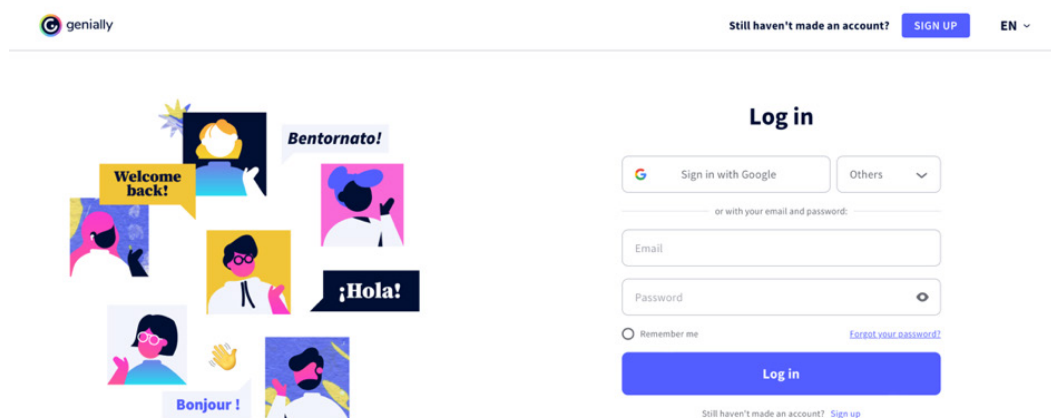 genially
Still haven't made an account?
SIGN UP
EN
Bentornato!
Welcome
back!
¡Hola!
Bonjour !
Log in
Sign in with Google
Others
or with your email and password:
Email
Password
Remember me
Forgot your password?
Log in
Still haven't made an account? Sign up